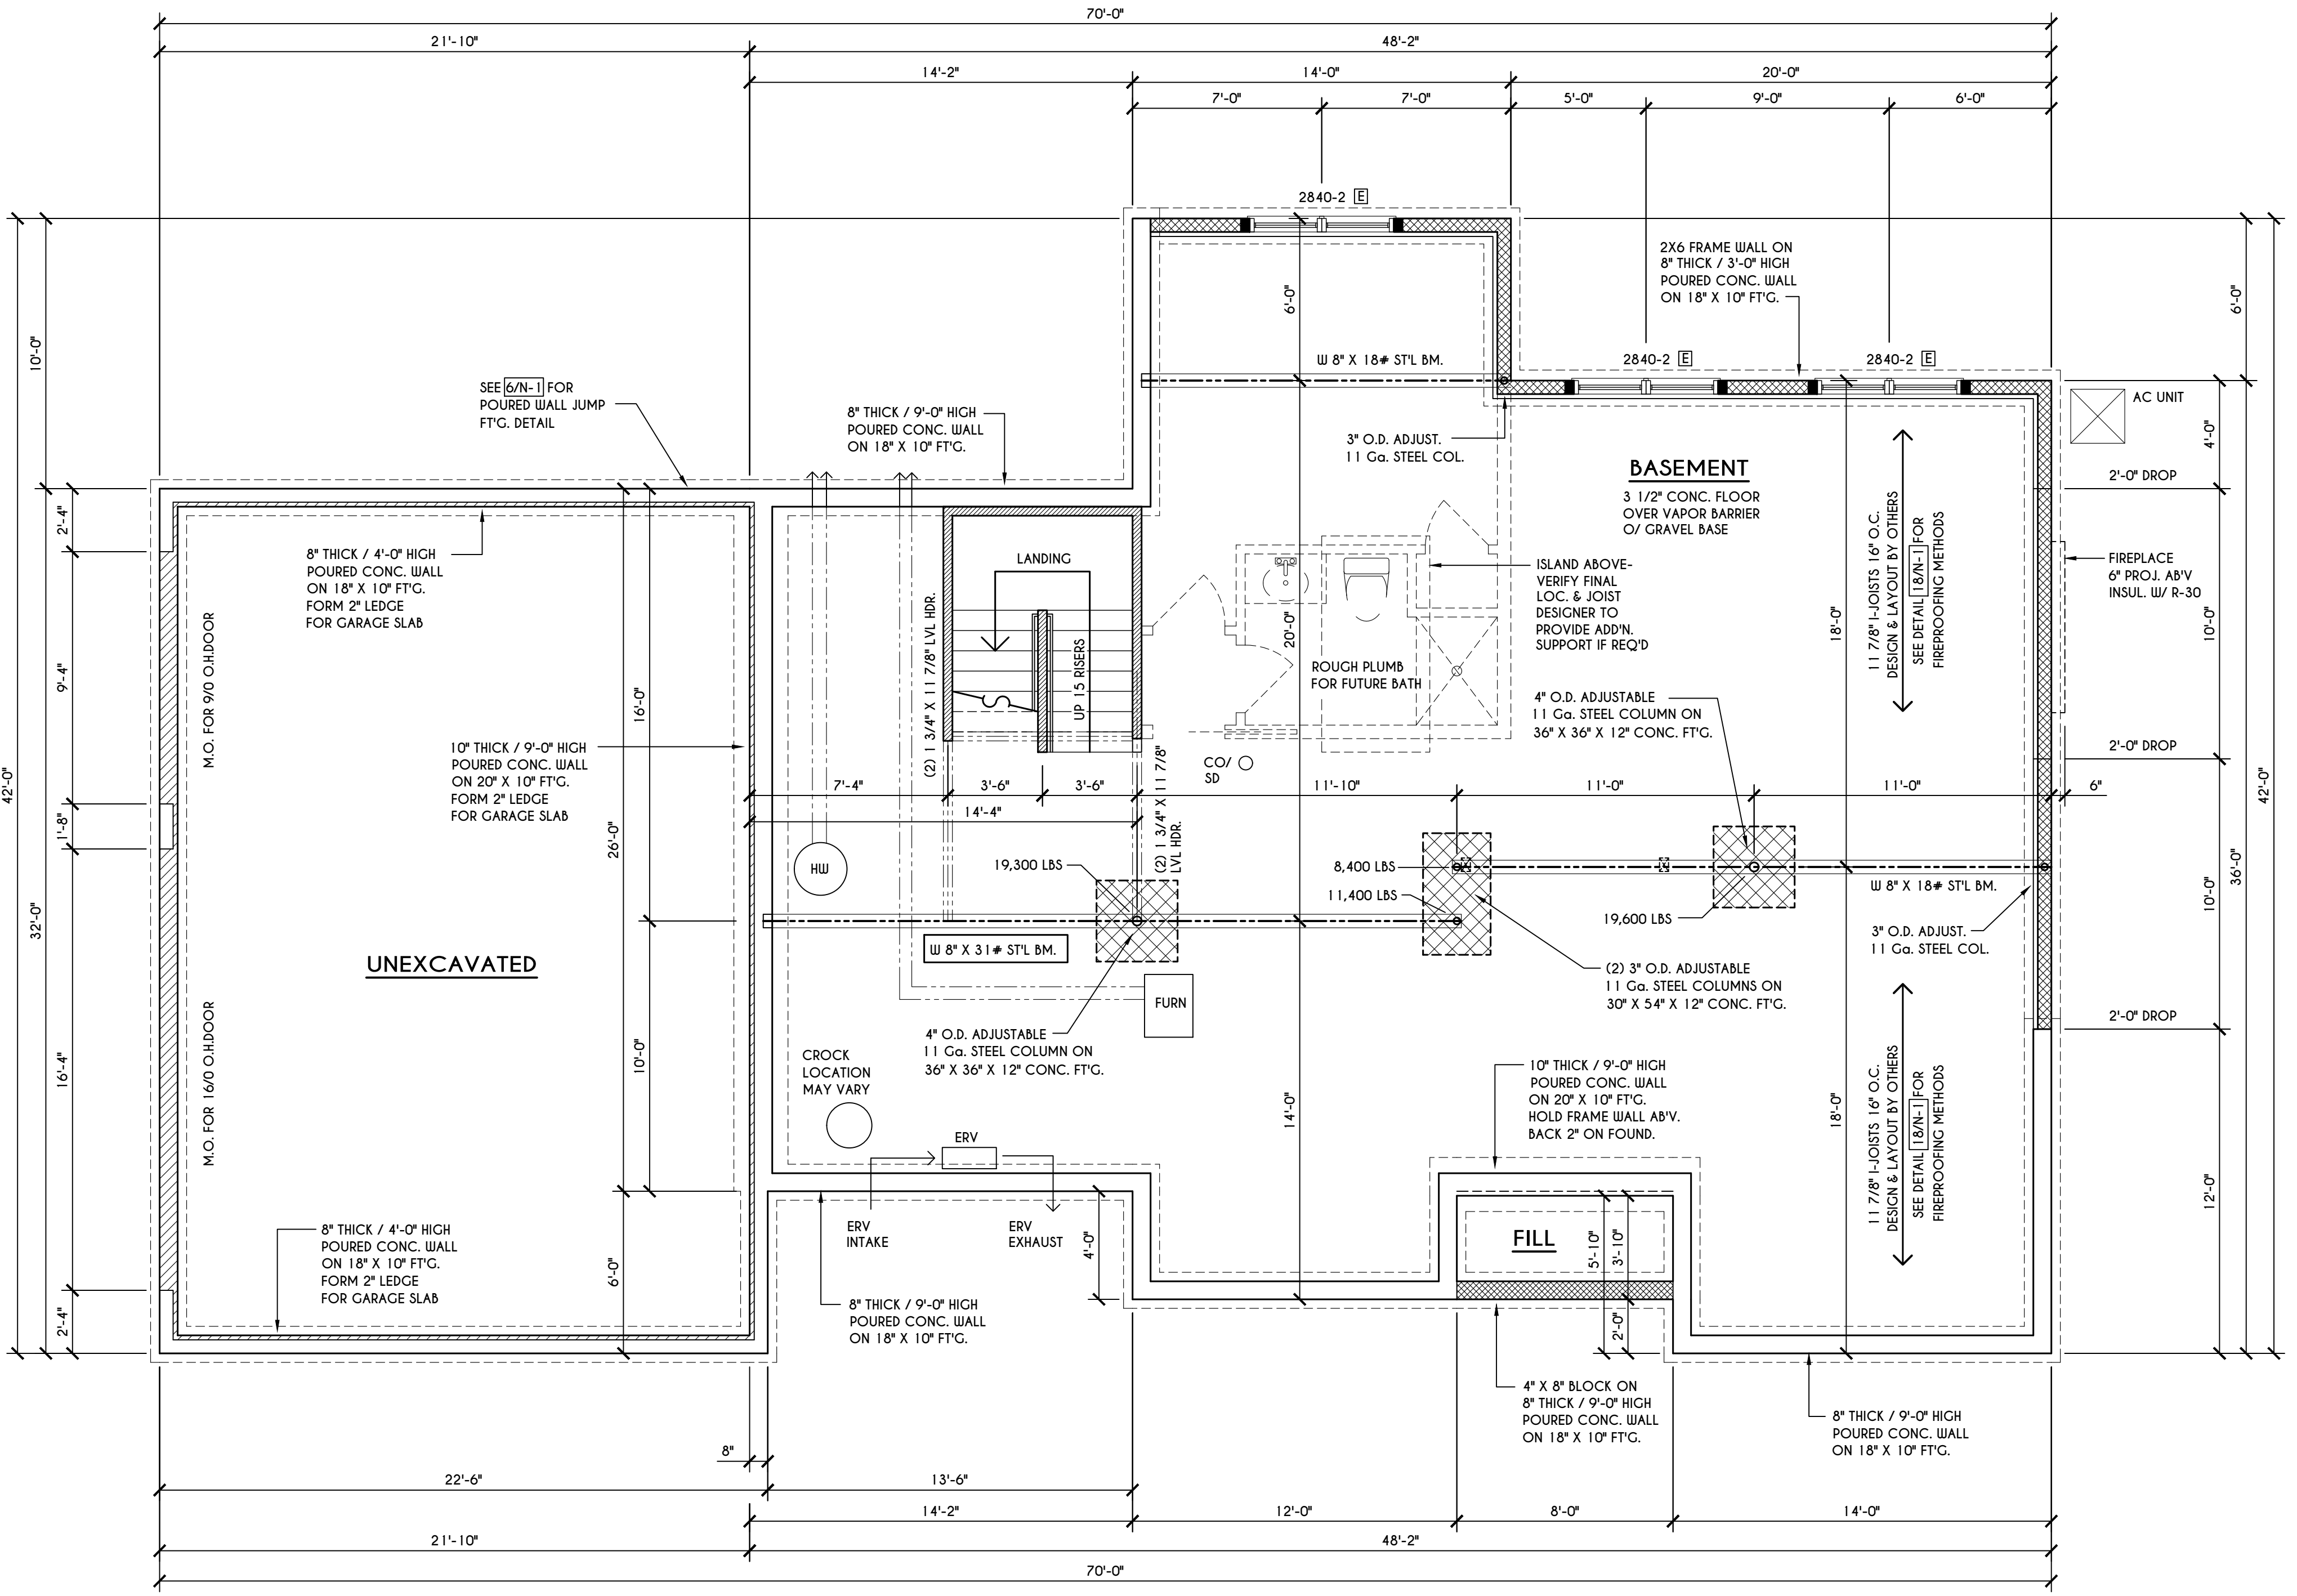 70'-0"
21'-10"
48'-2"
14'-2"
14'-0"
20'-0"
7'-0"
7'-0"
5'-0"
9'-0"
6'-0"
2840-2 E
2X6 FRAME WALL ON
8" THICK / 3'-0" HIGH
POURED CONC. WALL
ON 18" X 10" FT'G.
6'-0"
6'-0"
10'-0"
W 8" X 18# ST'L BM.
2840-2 E
2840-2 E
SEE 6/N-1 FOR
POURED WALL JUMP
FT'G. DETAIL
8" THICK / 9'-0" HIGH
POURED CONC. WALL
ON 18" X 10" FT'G.
3" O.D. ADJUST.
11 Ga. STEEL COL.
AC UNIT
4'-0"
BASEMENT
3 1/2" CONC. FLOOR
OVER VAPOR BARRIER
O/ GRAVEL BASE
2'-0" DROP
2'-4"
8" THICK / 4'-0" HIGH
POURED CONC. WALL
ON 18" X 10" FT'G.
FORM 2" LEDGE
FOR GARAGE SLAB
LANDING
ISLAND ABOVE-
VERIFY FINAL
LOC. & JOIST
DESIGNER TO
PROVIDE ADD'N.
SUPPORT IF REQ'D
11 7/8" I-JOISTS 16" O.C.
DESIGN & LAYOUT BY OTHERS
SEE DETAIL 18/N-1 FOR
FIREPROOFING METHODS
FIREPLACE
6" PROJ. AB'V
INSUL. W/ R-30
9'-4"
M.O. FOR 9/0 O.H.DOOR
16'-0"
(2) 1 3/4" X 11 7/8" LVL HDR.
UP 15 RISERS
20'-0"
18'-0"
10'-0"
ROUGH PLUMB
FOR FUTURE BATH
4" O.D. ADJUSTABLE
11 Ga. STEEL COLUMN ON
36" X 36" X 12" CONC. FT'G.
10" THICK / 9'-0" HIGH
POURED CONC. WALL
ON 20" X 10" FT'G.
FORM 2" LEDGE
FOR GARAGE SLAB
2'-0" DROP
CO/
SD
42'-0"
7'-4"
3'-6"
3'-6"
11'-10"
11'-0"
11'-0"
6"
42'-0"
14'-4"
(2) 1 3/4" X 11 7/8"
LVL HDR.
1'-8"
26'-0"
HW
19,300 LBS
8,400 LBS
11,400 LBS
19,600 LBS
W 8" X 18# ST'L BM.
36'-0"
10'-0"
32'-0"
W 8" X 31# ST'L BM.
3" O.D. ADJUST.
11 Ga. STEEL COL.
UNEXCAVATED
(2) 3" O.D. ADJUSTABLE
11 Ga. STEEL COLUMNS ON
30" X 54" X 12" CONC. FT'G.
FURN
2'-0" DROP
16'-4"
M.O. FOR 16/0 O.H.DOOR
10'-0"
4" O.D. ADJUSTABLE
11 Ga. STEEL COLUMN ON
36" X 36" X 12" CONC. FT'G.
CROCK
LOCATION
MAY VARY
14'-0"
10" THICK / 9'-0" HIGH
POURED CONC. WALL
ON 20" X 10" FT'G.
HOLD FRAME WALL AB'V.
BACK 2" ON FOUND.
18'-0"
11 7/8" I-JOISTS 16" O.C.
DESIGN & LAYOUT BY OTHERS
SEE DETAIL 18/N-1 FOR
FIREPROOFING METHODS
12'-0"
ERV
ERV
INTAKE
ERV
EXHAUST
4'-0"
FILL
5'-10"
3'-10"
8" THICK / 4'-0" HIGH
POURED CONC. WALL
ON 18" X 10" FT'G.
FORM 2" LEDGE
FOR GARAGE SLAB
6'-0"
2'-4"
8" THICK / 9'-0" HIGH
POURED CONC. WALL
ON 18" X 10" FT'G.
2'-0"
4" X 8" BLOCK ON
8" THICK / 9'-0" HIGH
POURED CONC. WALL
ON 18" X 10" FT'G.
8" THICK / 9'-0" HIGH
POURED CONC. WALL
ON 18" X 10" FT'G.
8"
22'-6"
13'-6"
14'-2"
12'-0"
8'-0"
14'-0"
21'-10"
48'-2"
70'-0"